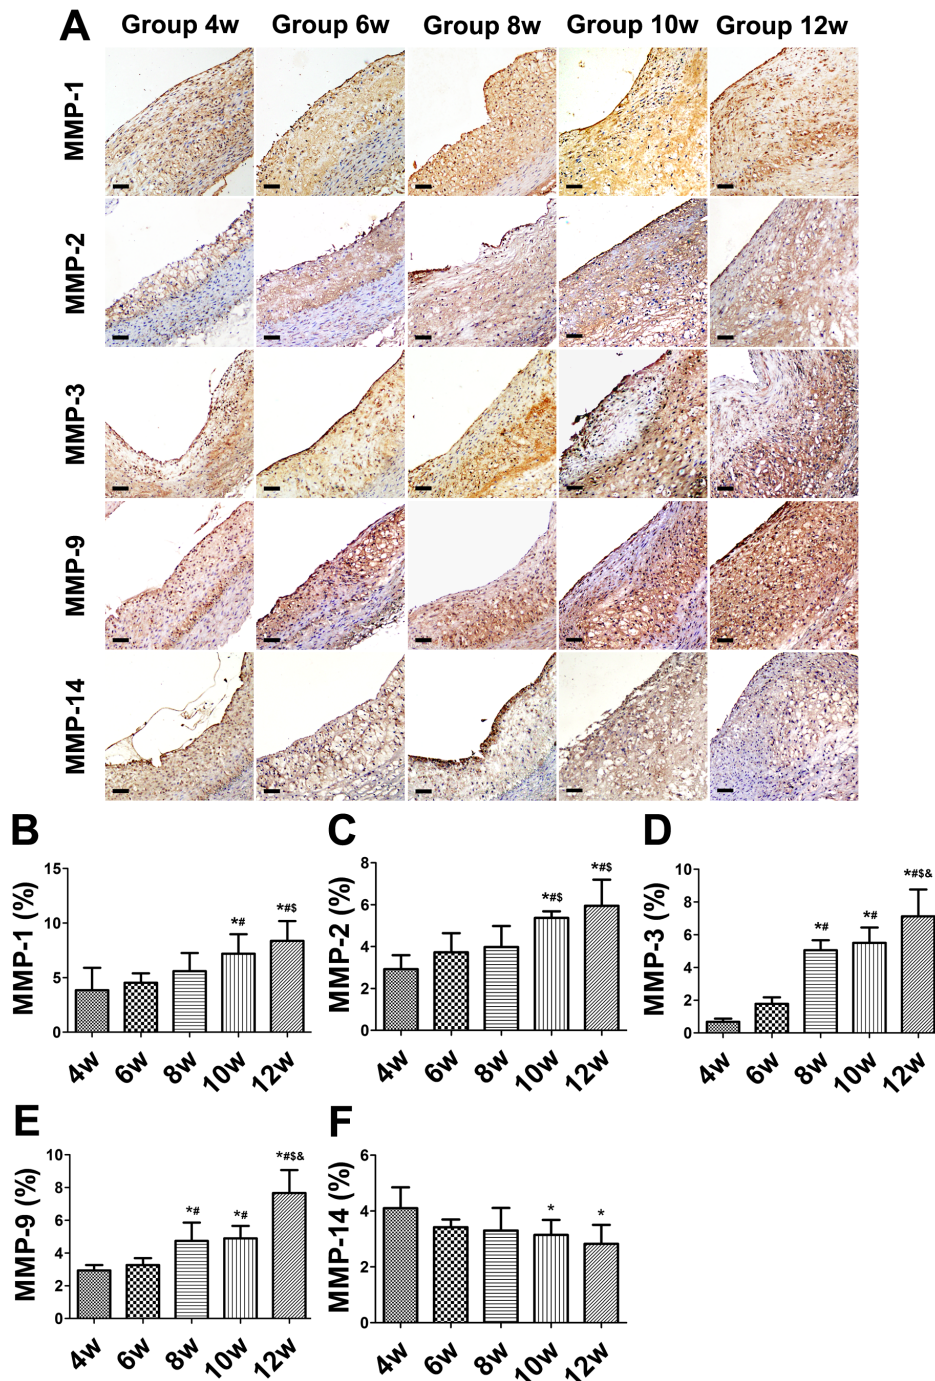 A
Group 4w Group 6w Group 8w Group 10w Group 12w
MMP-1
MMP-2
MMP-3
MMP-9
MMP-14
B
MMP-1 (%)
15
10
5
0
*#
*#$
4w 6w 8w 10w 12w
C
MMP-2 (%)
8
6
4
2
0
*#$
*#$
4w 6w 8w 10w 12w
D
MMP-3 (%)
10
8
6
4
2
0
*#
*#
*#$&
4w 6w 8w 10w 12w
E
MMP-9 (%)
10
8
6
4
2
0
*#
*#
*#$&
4w 6w 8w 10w 12w
F
MMP-14 (%)
6
4
2
0
*
*
4w 6w 8w 10w 12w